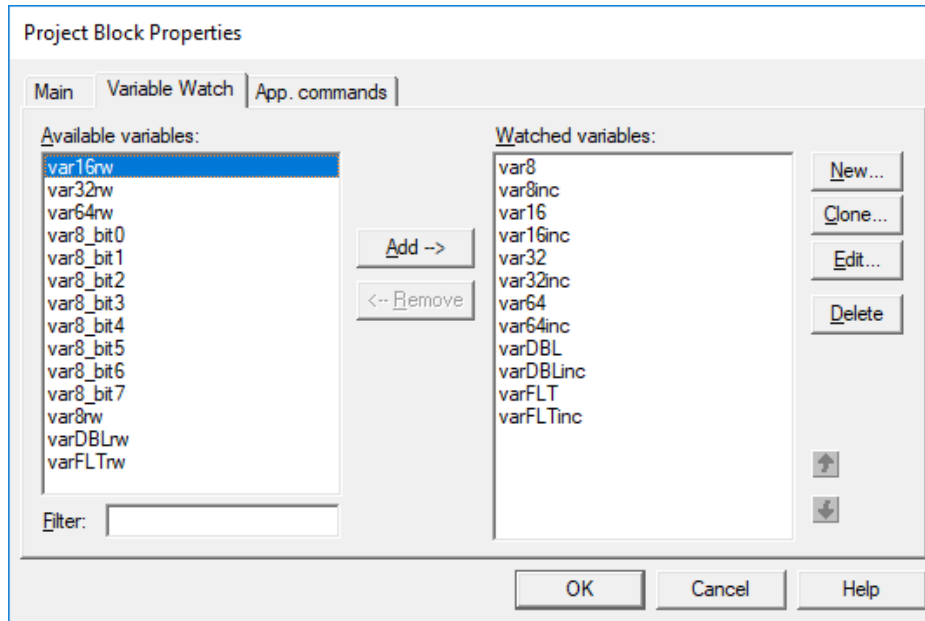 Project Block Properties
Main
Variable Watch
App. commands
Available variables:
var16rw
var32rw
var64rw
var8_bit0
var8_bit1
var8_bit2
var8_bit3
var8_bit4
var8_bit5
var8_bit6
var8_bit7
var8rw
varDBLrw
varFLTrw
Filter:
Add -->
<-- Remove
Watched variables:
var8
var8inc
var16
var16inc
var32
var32inc
var64
var64inc
varDBL
varDBLinc
varFLT
varFLTinc
New...
Clone...
Edit...
Delete
OK
Cancel
Help